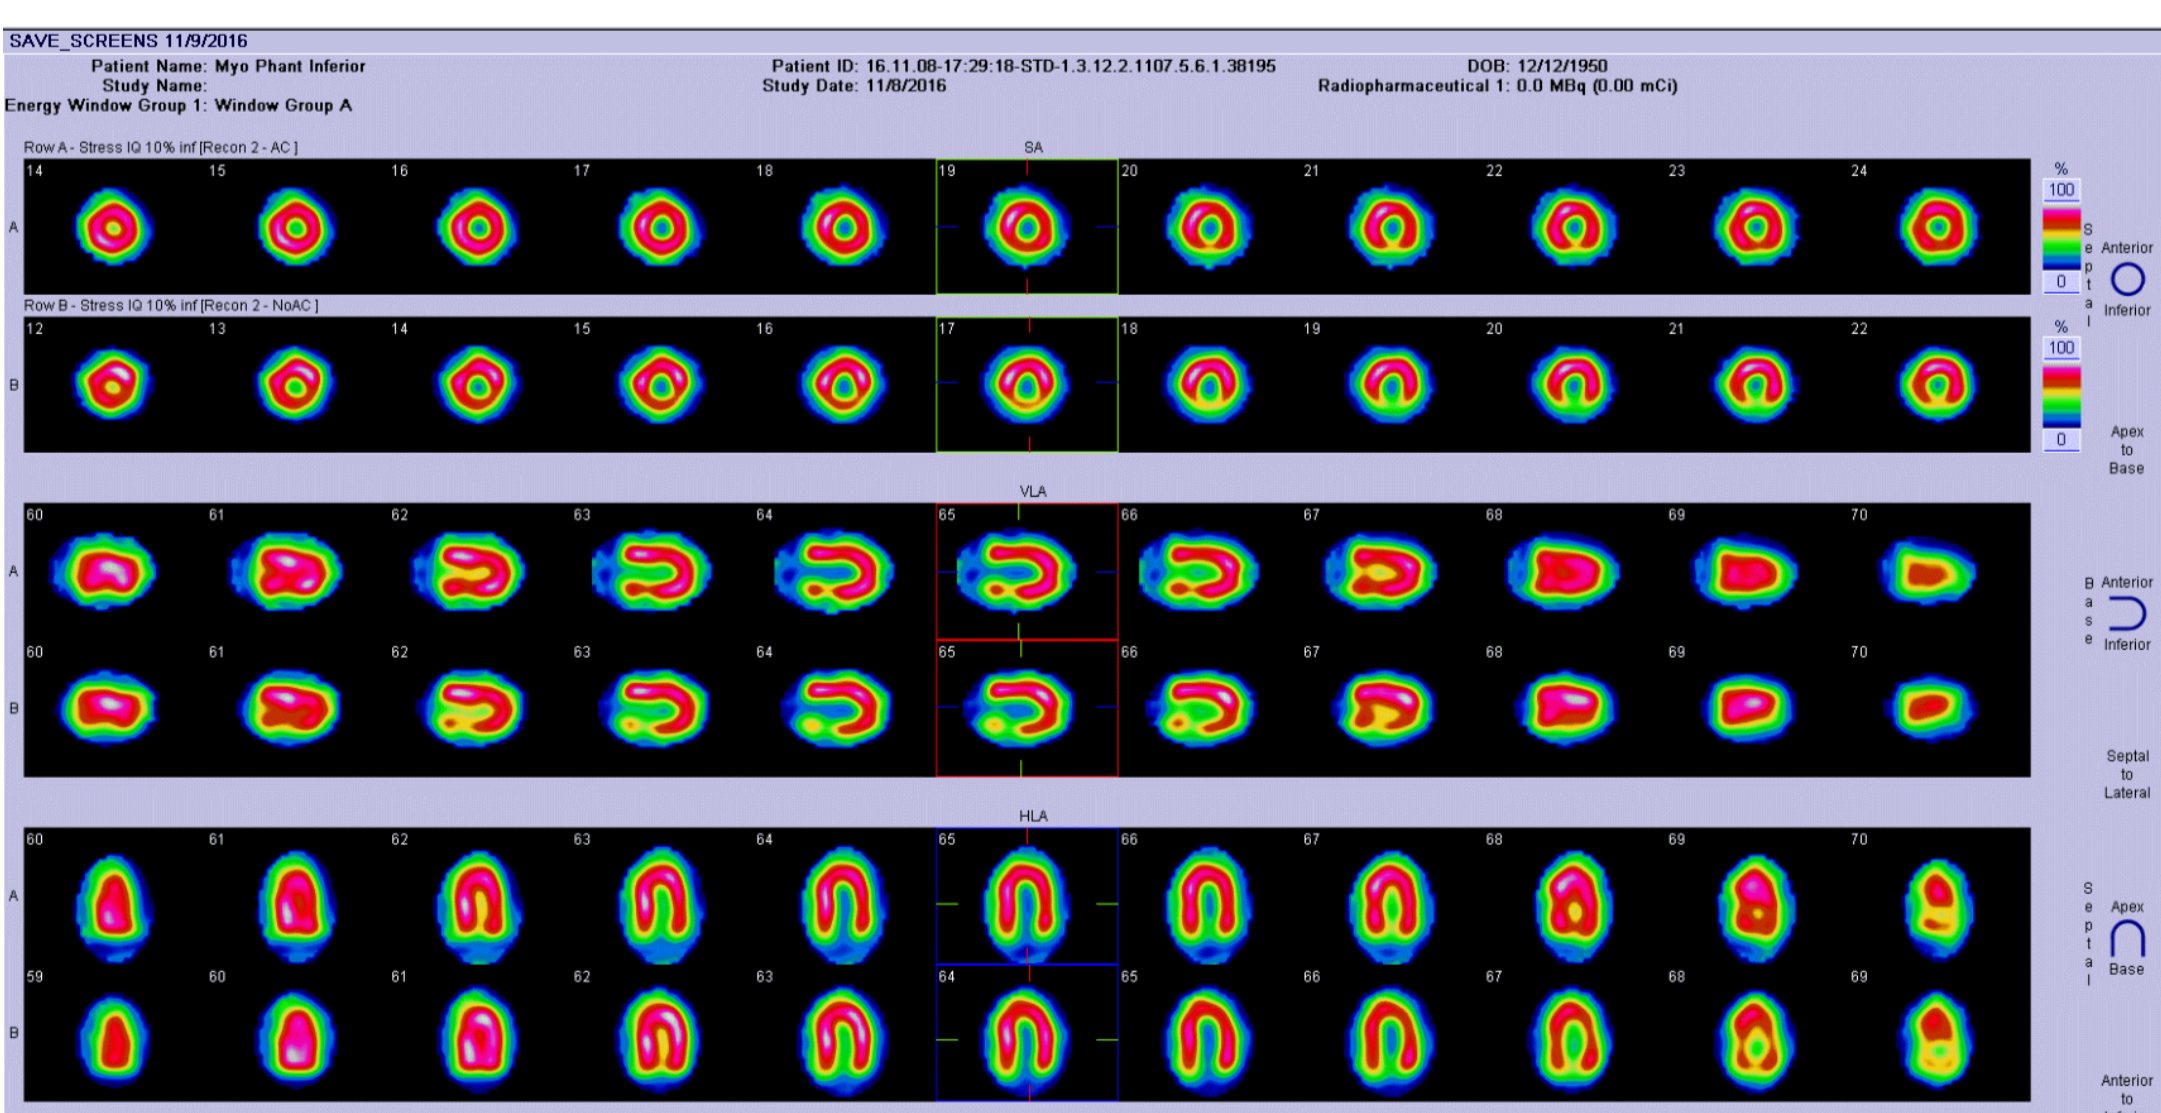 SAVE_SCREENS 11/9/2016
Patient Name: Myo Phant Inferior
Patient ID: 16.11.08-17:29:18-STD-1.3.12.2.1107.5.6.1.38195
DOB: 12/12/1950
Study Name:
Study Date: 11/8/2016
Radiopharmaceutical 1: 0.0 MBq (0.00 mCi)
Energy Window Group 1: Window Group A
Row A - Stress IQ 10% inf [Recon 2 - AC ]
SA
14 15 16 17 18 19 20 21 22 23 24
A
%
100
0
Septal
Anterior
Inferior
Row B - Stress IQ 10% inf [Recon 2 - NoAC ]
12 13 14 15 16 17 18 19 20 21 22
B
%
100
0
Apex
to
Base
VLA
60 61 62 63 64 65 66 67 68 69 70
A
Base
Anterior
Inferior
60 61 62 63 64 65 66 67 68 69 70
B
Septal
to
Lateral
HLA
60 61 62 63 64 65 66 67 68 69 70
A
Septal
Apex
Base
59 60 61 62 63 64 65 66 67 68 69
B
Anterior
to